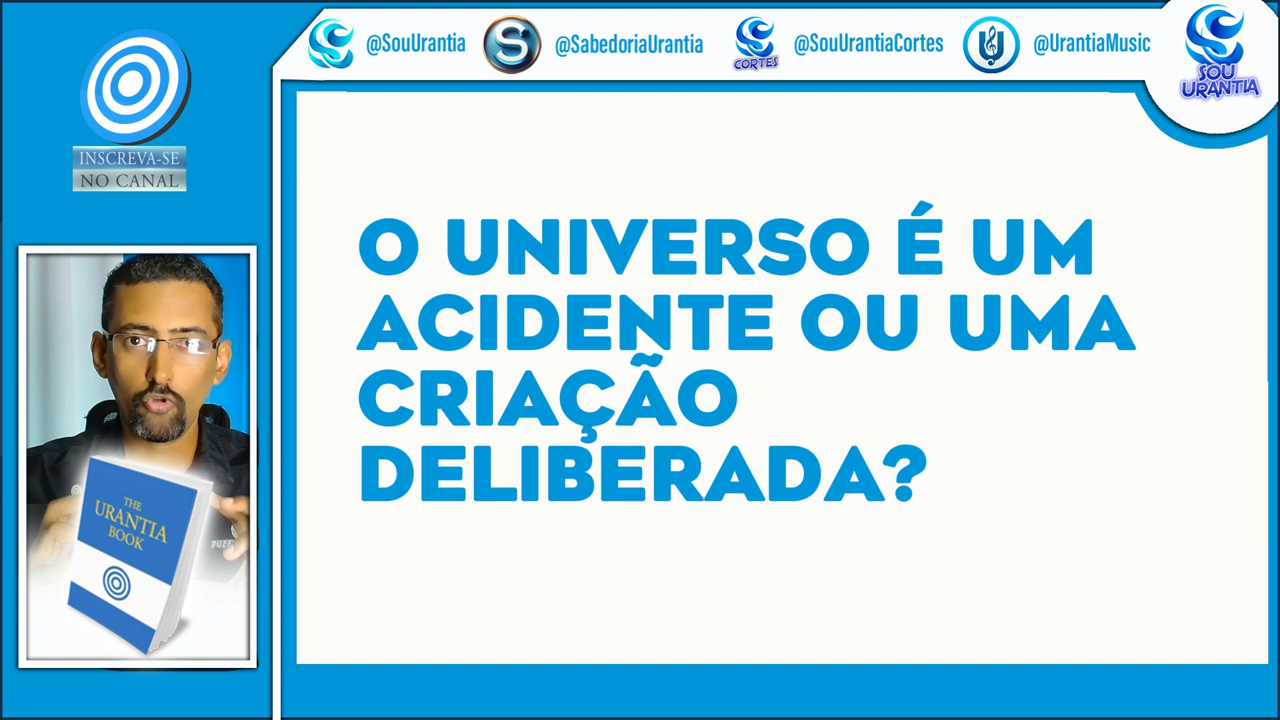 @SouUrantia
@SabedoriaUrantia
CORTES
@SouUrantiaCortes
@UrantiaMusic
SOU
URANTIA
INSCREVA-SE
NO CANAL
O UNIVERSO É UM
ACIDENTE OU UMA
CRIAÇÃO
DELIBERADA?
THE
URANTIA
BOOK